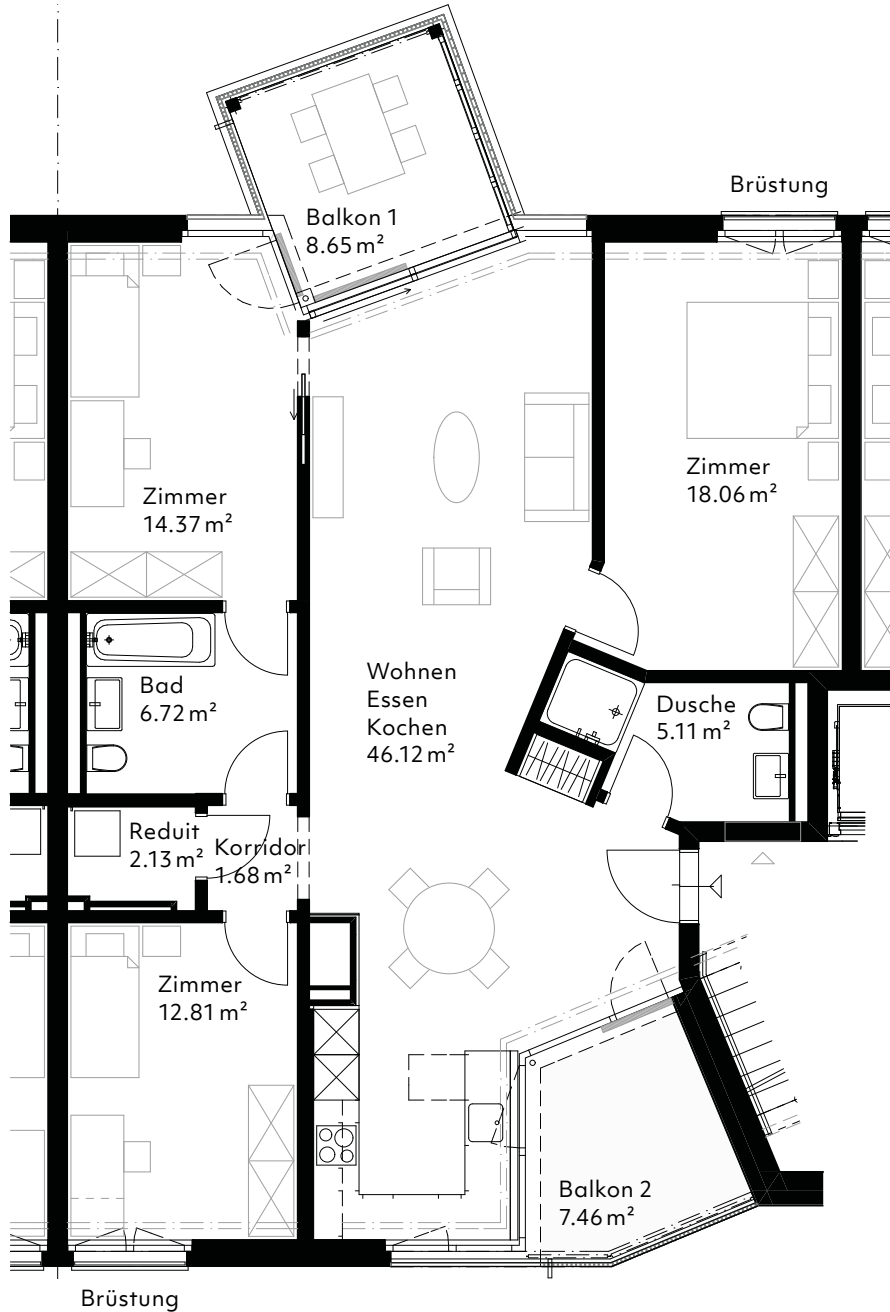 Brüstung
Balkon 1
8.65 m²
Zimmer
14.37 m²
Zimmer
18.06 m²
Wohnen
Essen
Kochen
46.12 m²
Bad
6.72 m²
Dusche
5.11 m²
Reduit
2.13 m²
Korridor
1.68 m²
Zimmer
12.81 m²
Balkon 2
7.46 m²
Brüstung